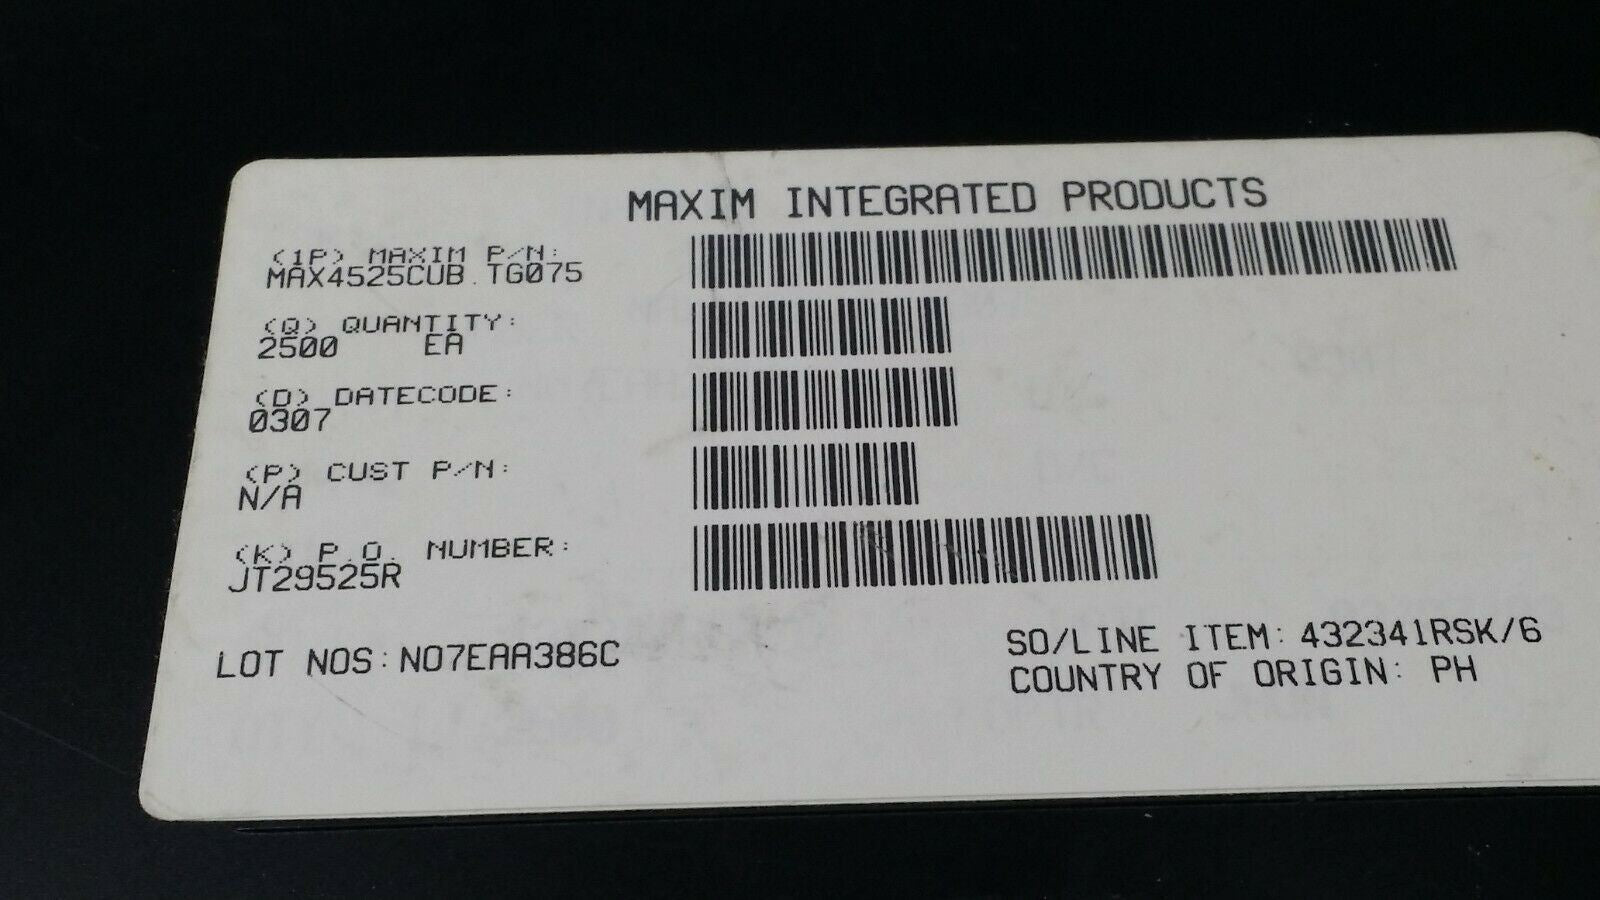 MAXIM INTEGRATED PRODUCTS
(1P) MAXIM P/N:
MAX4525CUB.TG075
(Q) QUANTITY:
2500 EA
(D) DATECODE:
0307
(P) CUST P/N:
N/A
(K) P.O. NUMBER:
JT29525R
LOT NOS: N07EAA386C
SO/LINE ITEM: 432341RSK/6
COUNTRY OF ORIGIN: PH